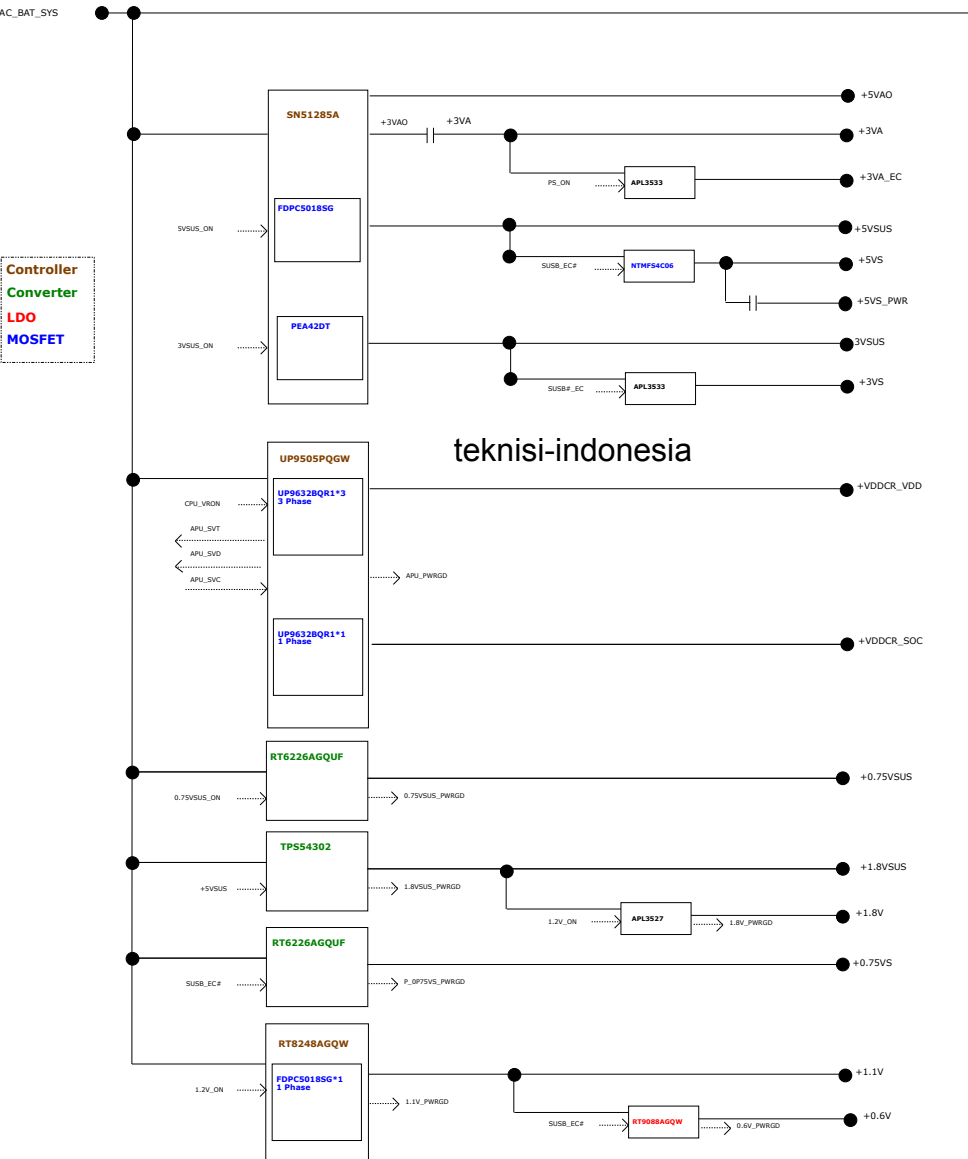 AC_BAT_SYS
SN51285A
+5VAO
+3VAO
+3VA
+3VA
PS_ON
APL3533
+3VA_EC
FDPC5018SG
5VSUS_ON
+5VSUS
SUSB_EC#
NTMFS4C06
+5VS
+5VS_PWR
Controller
Converter
LDO
MOSFET
PEA42DT
3VSUS_ON
3VSUS
SUSB#_EC
APL3533
+3VS
teknisi-indonesia
UP9505PQGW
UP9632BQR1*3
3 Phase
+VDDCR_VDD
CPU_VRON
APU_SVT
APU_SVD
APU_SVC
APU_PWRGD
UP9632BQR1*1
1 Phase
+VDDCR_SOC
RT6226AGQUF
+0.75VSUS
0.75VSUS_ON
0.75VSUS_PWRGD
TPS54302
+1.8VSUS
+5VSUS
1.8VSUS_PWRGD
1.2V_ON
APL3527
1.8V_PWRGD
+1.8V
RT6226AGQUF
+0.75VS
SUSB_EC#
P_0P75VS_PWRGD
RT8248AGQW
FDPC5018SG*1
1 Phase
+1.1V
1.2V_ON
1.1V_PWRGD
SUSB_EC#
RT9088AGQW
0.6V_PWRGD
+0.6V